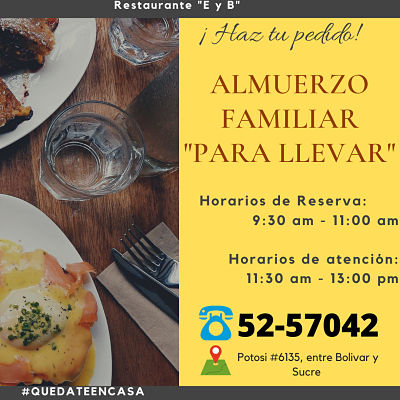 Restaurante "E y B"
¡ Haz tu pedido!
ALMUERZO
FAMILIAR
"PARA LLEVAR"
Horarios de Reserva:
9:30 am - 11:00 am
Horarios de atención:
11:30 am - 13:00 pm
52-57042
Potosi #6135, entre Bolivar y
Sucre
#QUEDATEENCASA